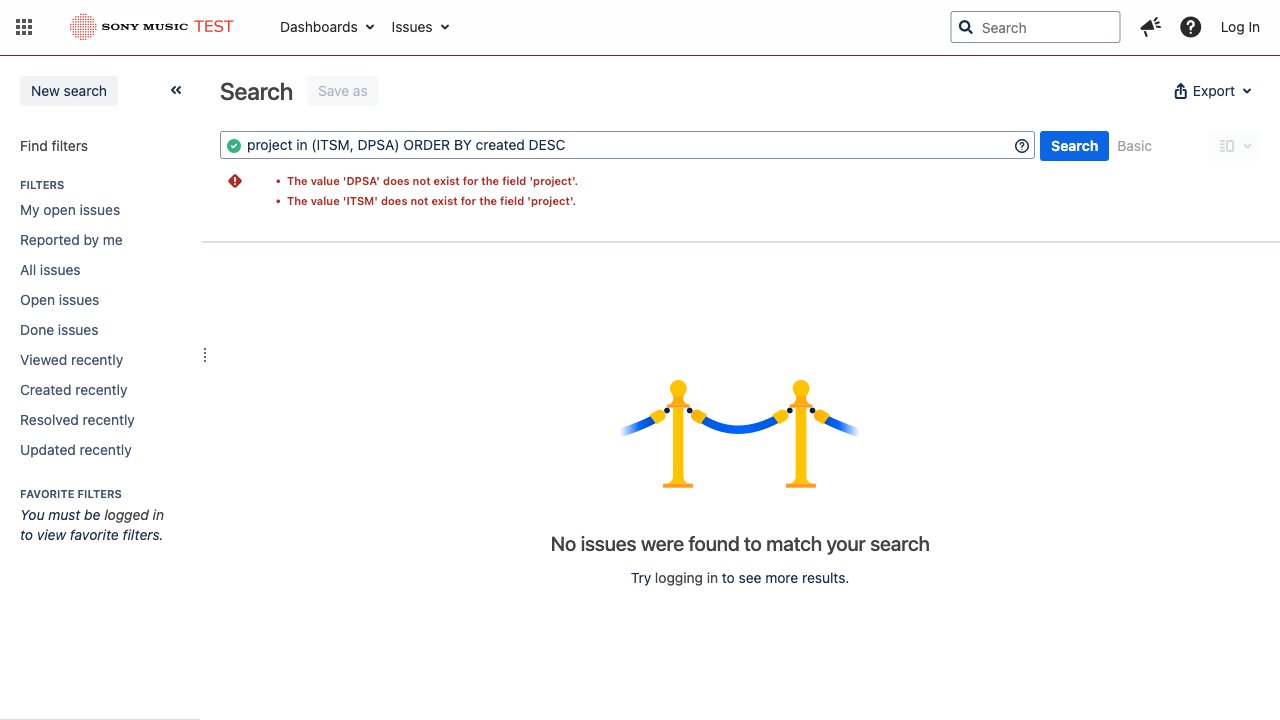 SONY MUSIC TEST
Dashboards
Issues
Search
Log In
New search
Search
Save as
Export
Find filters
project in (ITSM, DPSA) ORDER BY created DESC
Search
Basic
The value 'DPSA' does not exist for the field 'project'.
The value 'ITSM' does not exist for the field 'project'.
FILTERS
My open issues
Reported by me
All issues
Open issues
Done issues
Viewed recently
Created recently
Resolved recently
Updated recently
FAVORITE FILTERS
You must be logged in
to view favorite filters.
No issues were found to match your search
Try logging in to see more results.